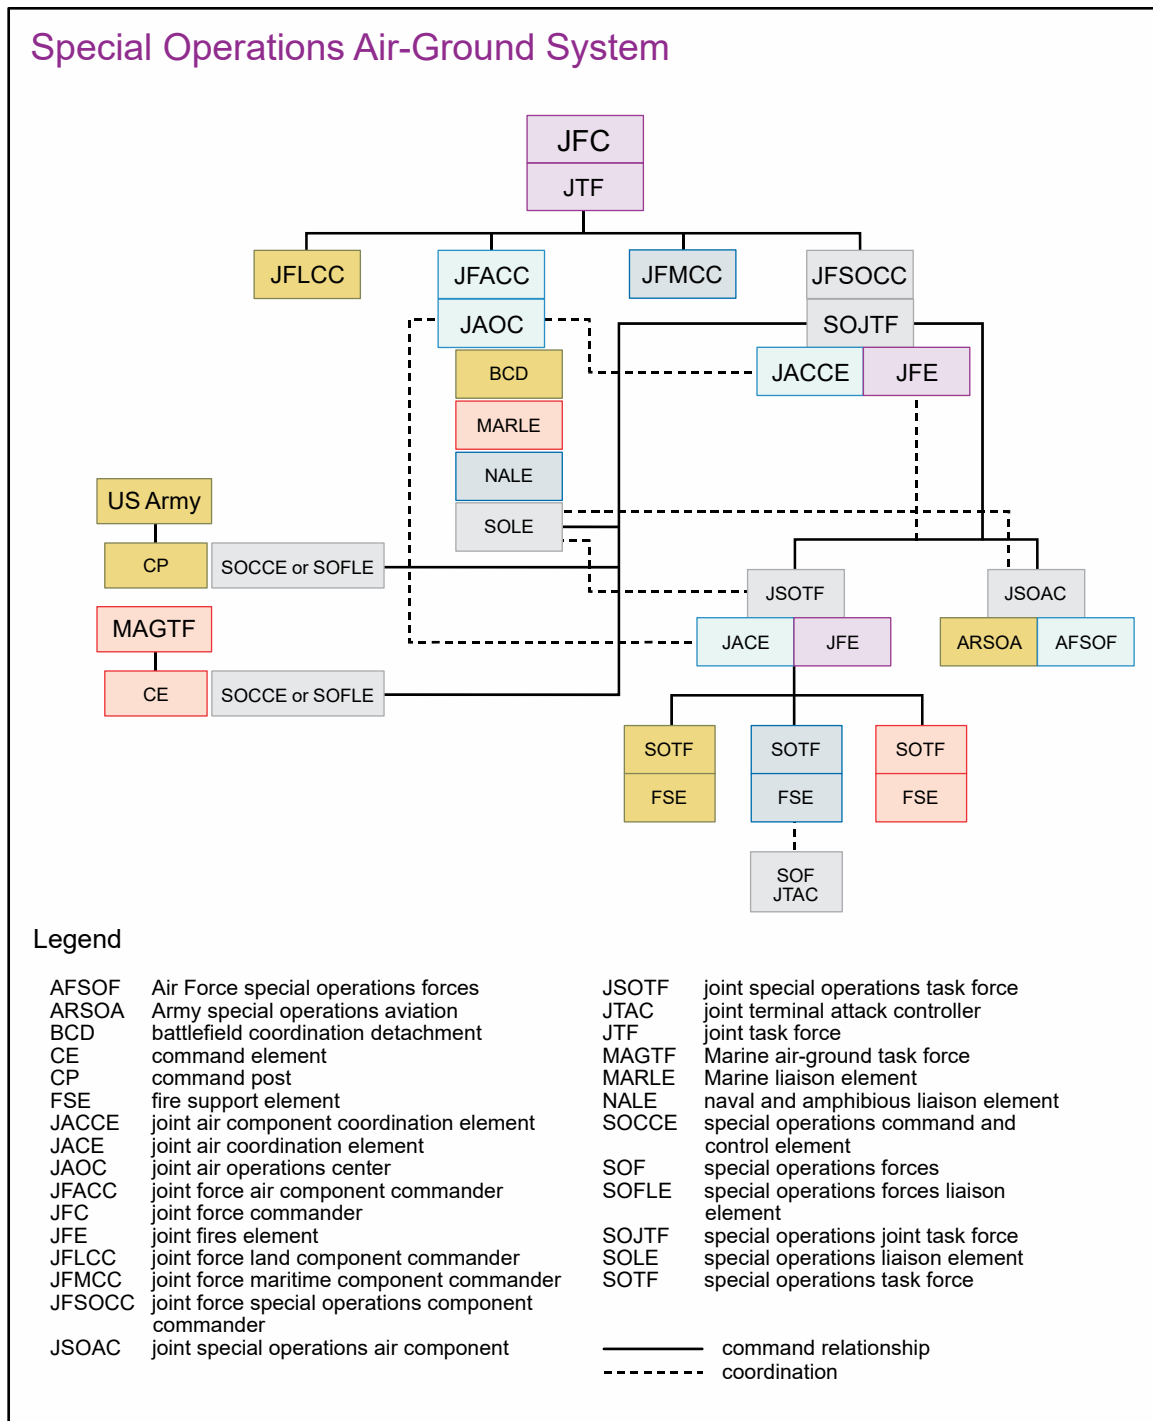 Special Operations Air-Ground System
JFC
JTF
JFLCC
JFACC
JFMCC
JFSOCC
JAOC
SOJTF
BCD
JACCE
JFE
MARLE
NALE
US Army
SOLE
CP
SOCCE or SOFLE
JSOTF
JSOAC
MAGTF
JACE
JFE
ARSOA
AFSOF
CE
SOCCE or SOFLE
SOTF
SOTF
SOTF
FSE
FSE
FSE
SOF
JTAC
Legend
AFSOF Air Force special operations forces
ARSOA Army special operations aviation
BCD battlefield coordination detachment
CE command element
CP command post
FSE fire support element
JACCE joint air component coordination element
JACE joint air coordination element
JAOC joint air operations center
JFACC joint force air component commander
JFC joint force commander
JFE joint fires element
JFLCC joint force land component commander
JFMCC joint force maritime component commander
JFSOCC joint force special operations component
commander
JSOAC joint special operations air component
JSOTF joint special operations task force
JTAC joint terminal attack controller
JTF joint task force
MAGTF Marine air-ground task force
MARLE Marine liaison element
NALE naval and amphibious liaison element
SOCCE special operations command and
control element
SOF special operations forces
SOFLE special operations forces liaison
element
SOJTF special operations joint task force
SOLE special operations liaison element
SOTF special operations task force
command relationship
coordination